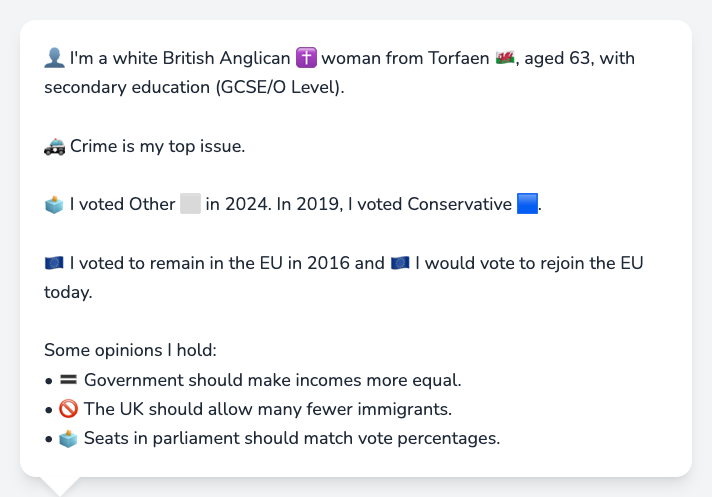 👤 I'm a white British Anglican ✝️ woman from Torfaen 🏴󠁧󠁢󠁷󠁬󠁳󠁿, aged 63, with
secondary education (GCSE/O Level).
🚓 Crime is my top issue.
🗳️ I voted Other ⬜ in 2024. In 2019, I voted Conservative 🟦.
🇪🇺 I voted to remain in the EU in 2016 and 🇪🇺 I would vote to rejoin the EU
today.
Some opinions I hold:
• 🟰 Government should make incomes more equal.
• 🚫 The UK should allow many fewer immigrants.
• 🗳️ Seats in parliament should match vote percentages.